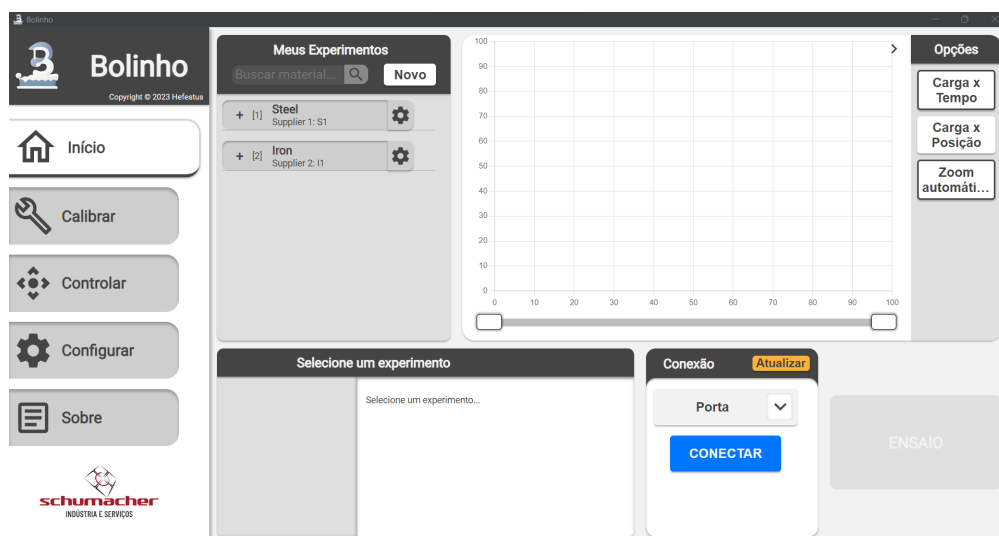 Bolinho
Bolinho
Copyright © 2023 Hefestus
Início
Calibrar
Controlar
Configurar
Sobre
schumacher
INDÚSTRIA E SERVIÇOS
Meus Experimentos
Buscar material...
Novo
+ [1] Steel
Supplier 1: S1
+ [2] Iron
Supplier 2: I1
100
90
80
70
60
50
40
30
20
10
0
0 10 20 30 40 50 60 70 80 90 100
Opções
Carga x
Tempo
Carga x
Posição
Zoom
automáti...
Selecione um experimento
Selecione um experimento...
Conexão
Atualizar
Porta
CONECTAR
ENSAIO